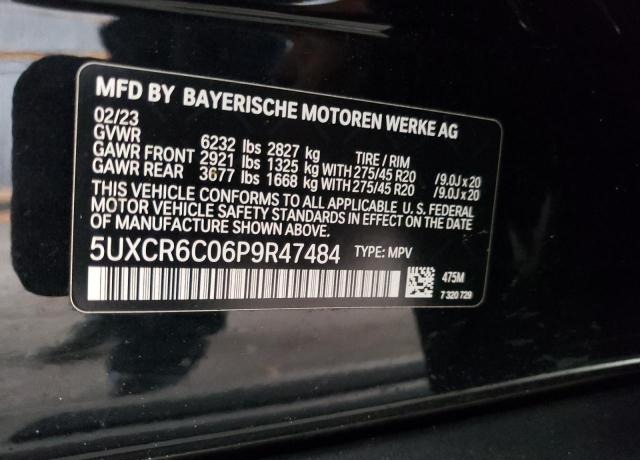 MFD BY BAYERISCHE MOTOREN WERKE AG
02/23
GVWR 6232 lbs 2827 kg TIRE / RIM
GAWR FRONT 2921 lbs 1325 kg WITH 275/45 R20 /9.0J x 20
GAWR REAR 3677 lbs 1668 kg WITH 275/45 R20 /9.0J x 20
THIS VEHICLE CONFORMS TO ALL APPLICABLE U. S. FEDERAL
MOTOR VEHICLE SAFETY STANDARDS IN EFFECT ON THE DATE
OF MANUFACTURE SHOWN ABOVE.
5UXCR6C06P9R47484 TYPE: MPV
475M
7 320 729